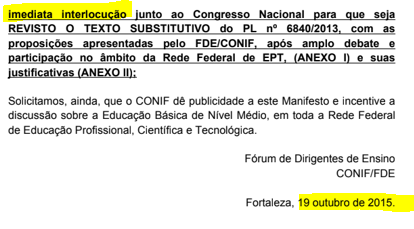 imediata interlocução junto ao Congresso Nacional para que seja
REVISTO O TEXTO SUBSTITUTIVO do PL nº 6840/2013, com as
proposições apresentadas pelo FDE/CONIF, após amplo debate e
participação no âmbito da Rede Federal de EPT, (ANEXO I) e suas
justificativas (ANEXO II);
Solicitamos, ainda, que o CONIF dê publicidade a este Manifesto e incentive a
discussão sobre a Educação Básica de Nível Médio, em toda a Rede Federal
de Educação Profissional, Científica e Tecnológica.
Fórum de Dirigentes de Ensino
CONIF/FDE
Fortaleza, 19 outubro de 2015.